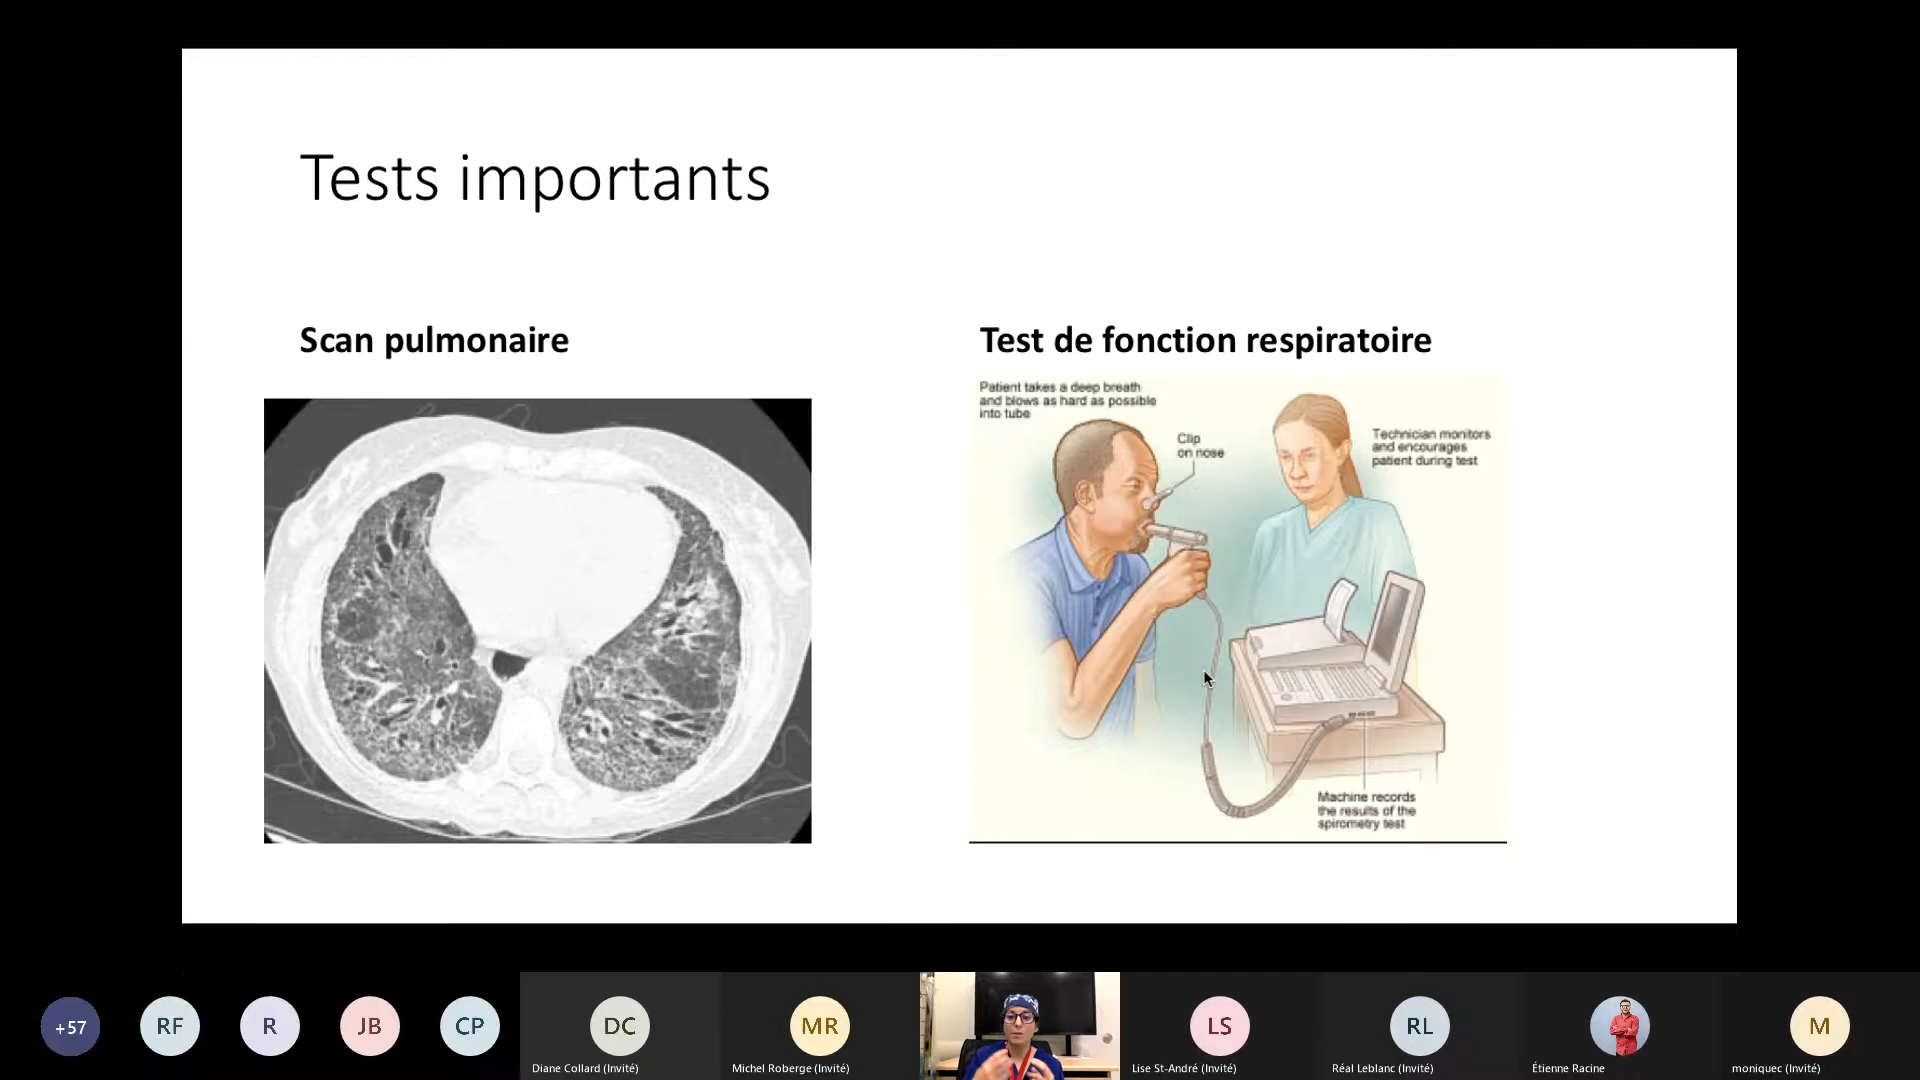 Tests importants
Scan pulmonaire
Test de fonction respiratoire
Patient takes a deep breath
and blows as hard as possible
into tube
Clip
on nose
Technician monitors
and encourages
patient during test
Machine records
the results of the
spirometry test
+57
RF
R
JB
CP
DC
MR
LS
RL
M
Diane Collard (Invité)
Michel Roberge (Invité)
Lise St-André (Invité)
Réal Leblanc (Invité)
Étienne Racine
moniquec (Invité)